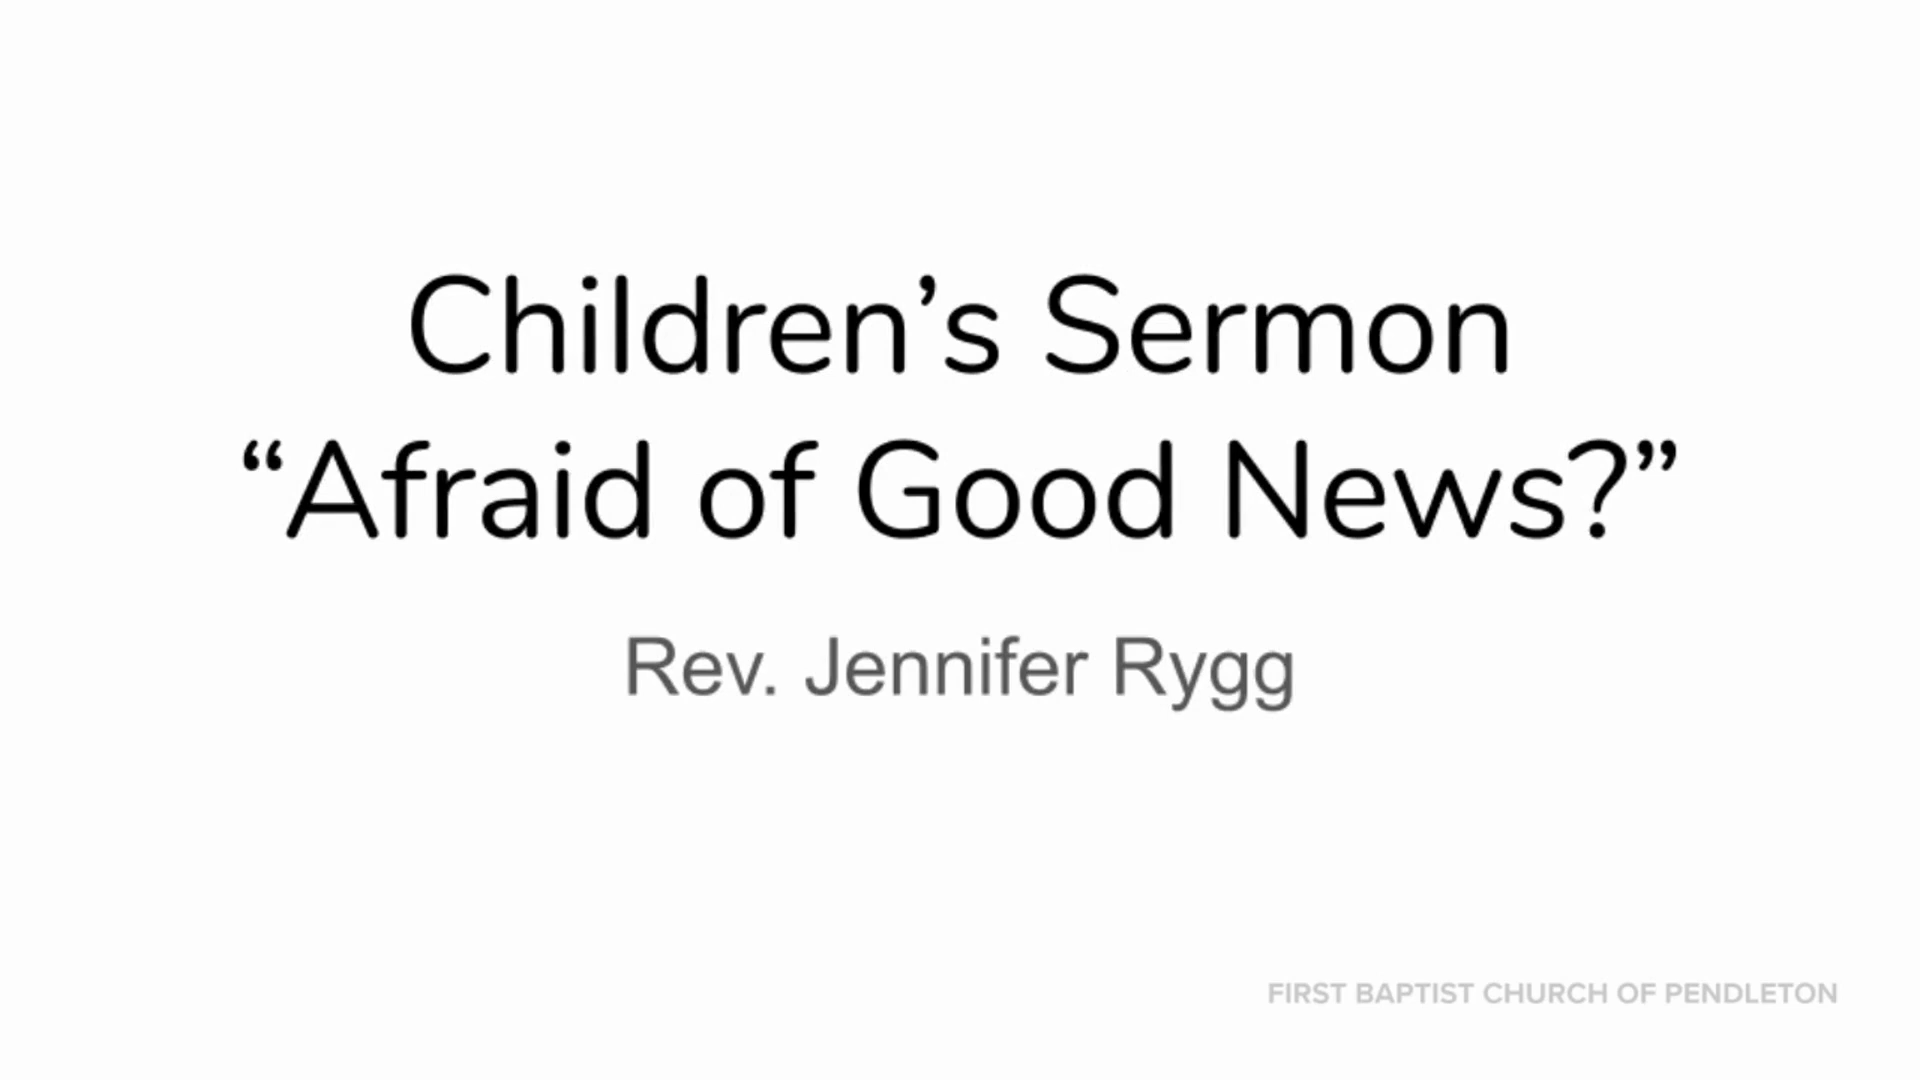 Children’s Sermon
“Afraid of Good News?”
Rev. Jennifer Rygg
FIRST BAPTIST CHURCH OF PENDLETON